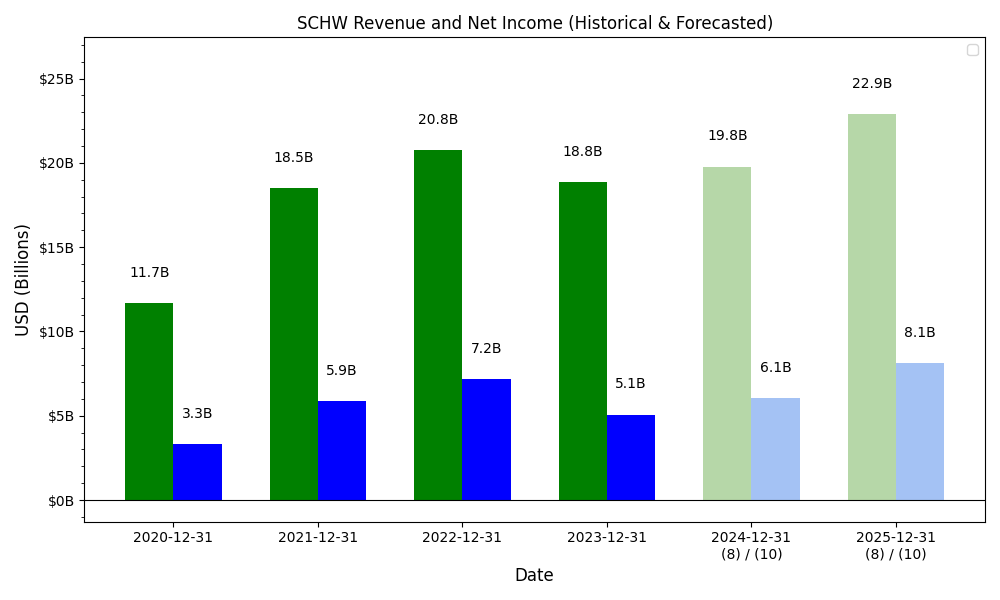 SCHW Revenue and Net Income (Historical & Forecasted)
USD (Billions)
$25B
$20B
$15B
$10B
$5B
$0B
11.7B
3.3B
18.5B
5.9B
20.8B
7.2B
18.8B
5.1B
19.8B
6.1B
22.9B
8.1B
2020-12-31
2021-12-31
2022-12-31
2023-12-31
2024-12-31
(8) / (10)
2025-12-31
(8) / (10)
Date